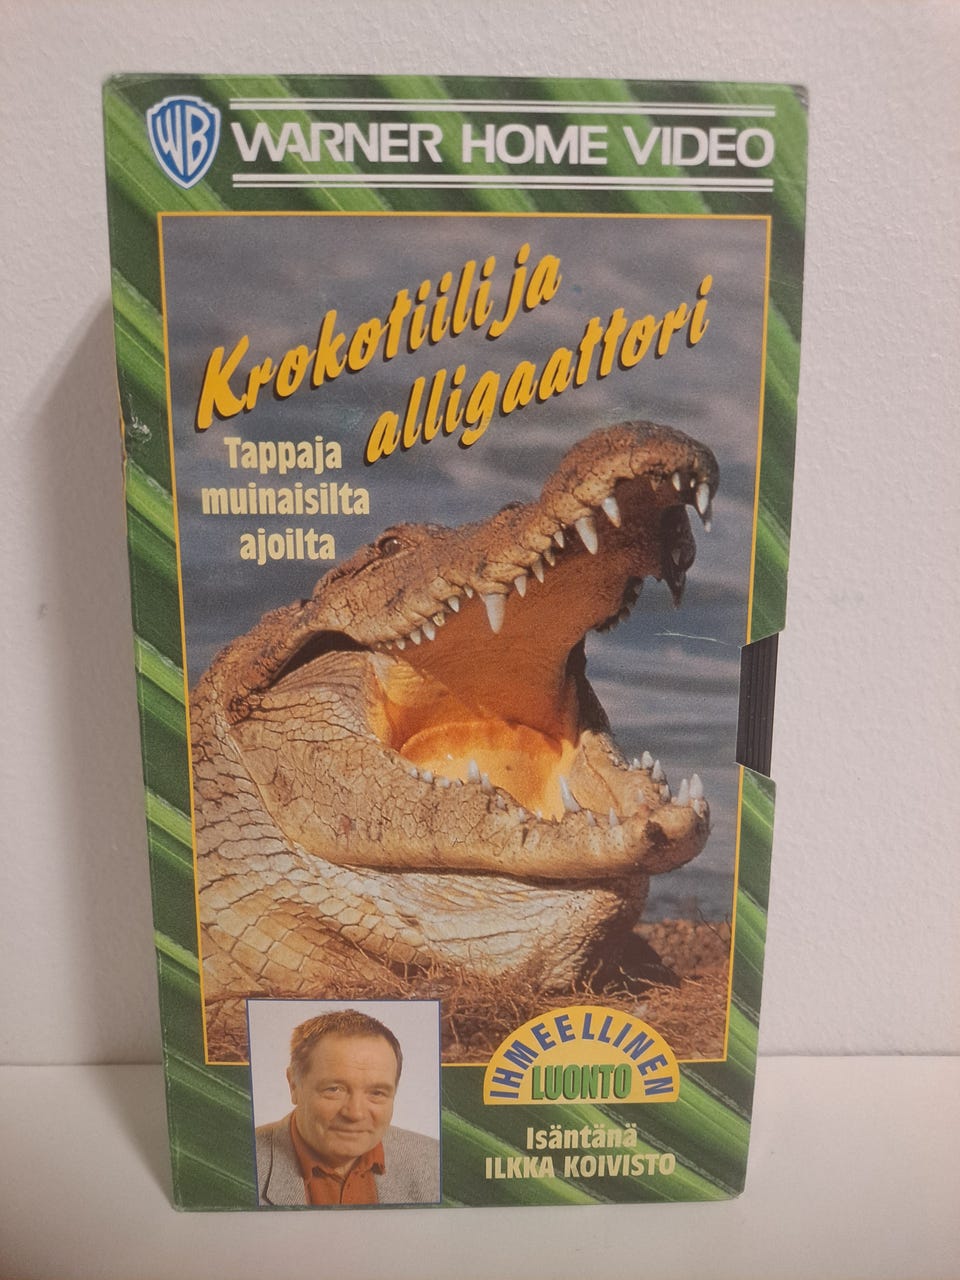 WB WARNER HOME VIDEO
Krokotiili ja
alligaattori
Tappaja
muinaisilta
ajoilta
IHMEELLINEN
LUONTO
Isäntänä
ILKKA KOIVISTO